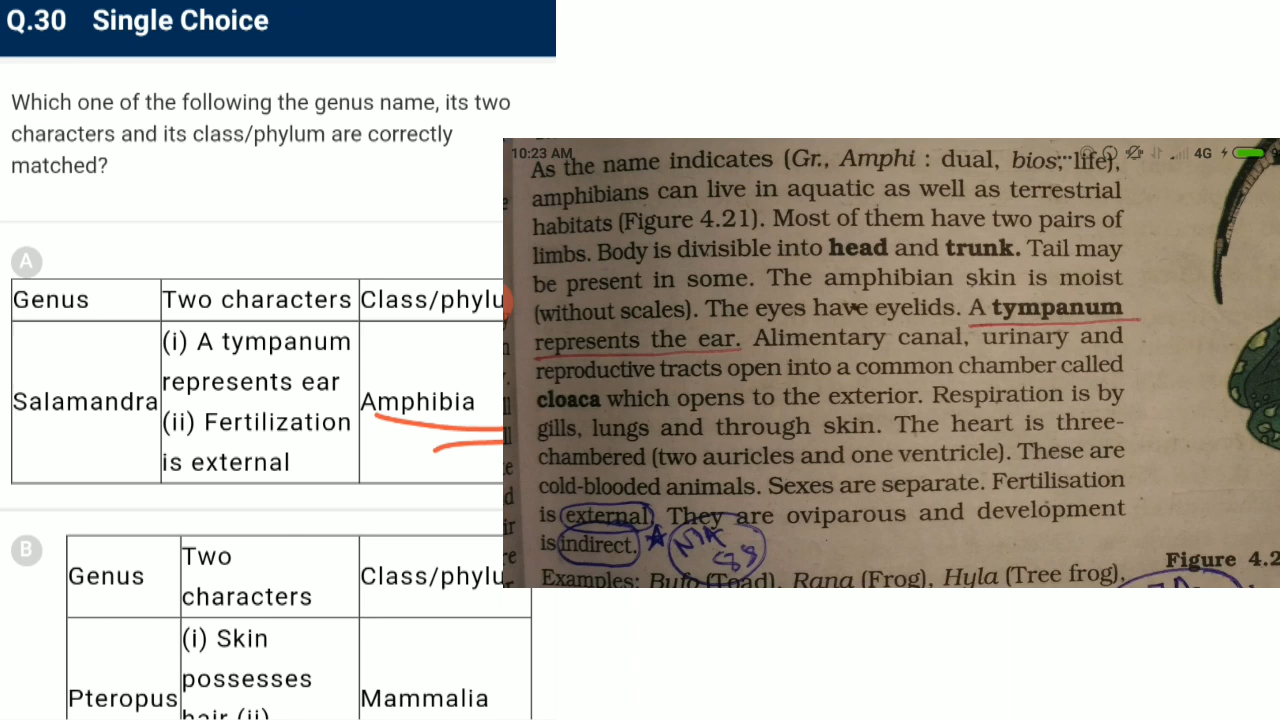 Q.30 Single Choice
Which one of the following the genus name, its two
characters and its class/phylum are correctly
matched?
A
Genus
Two characters
Class/phylu
Salamandra
(i) A tympanum
represents ear
(ii) Fertilization
is external
Amphibia
B
Genus
Two
characters
Class/phylu
Pteropus
(i) Skin
possesses
hair (ii)
Mammalia
10:23 AM
4G
As the name indicates (Gr., Amphi : dual, bios; life),
amphibians can live in aquatic as well as terrestrial
habitats (Figure 4.21). Most of them have two pairs of
limbs. Body is divisible into head and trunk. Tail may
be present in some. The amphibian skin is moist
(without scales). The eyes have eyelids. A tympanum
represents the ear. Alimentary canal, urinary and
reproductive tracts open into a common chamber called
cloaca which opens to the exterior. Respiration is by
gills, lungs and through skin. The heart is three-
chambered (two auricles and one ventricle). These are
cold-blooded animals. Sexes are separate. Fertilisation
is external. They are oviparous and development
is indirect.
Examples: Bufo (Toad), Rana (Frog), Hyla (Tree frog),
Figure 4.2